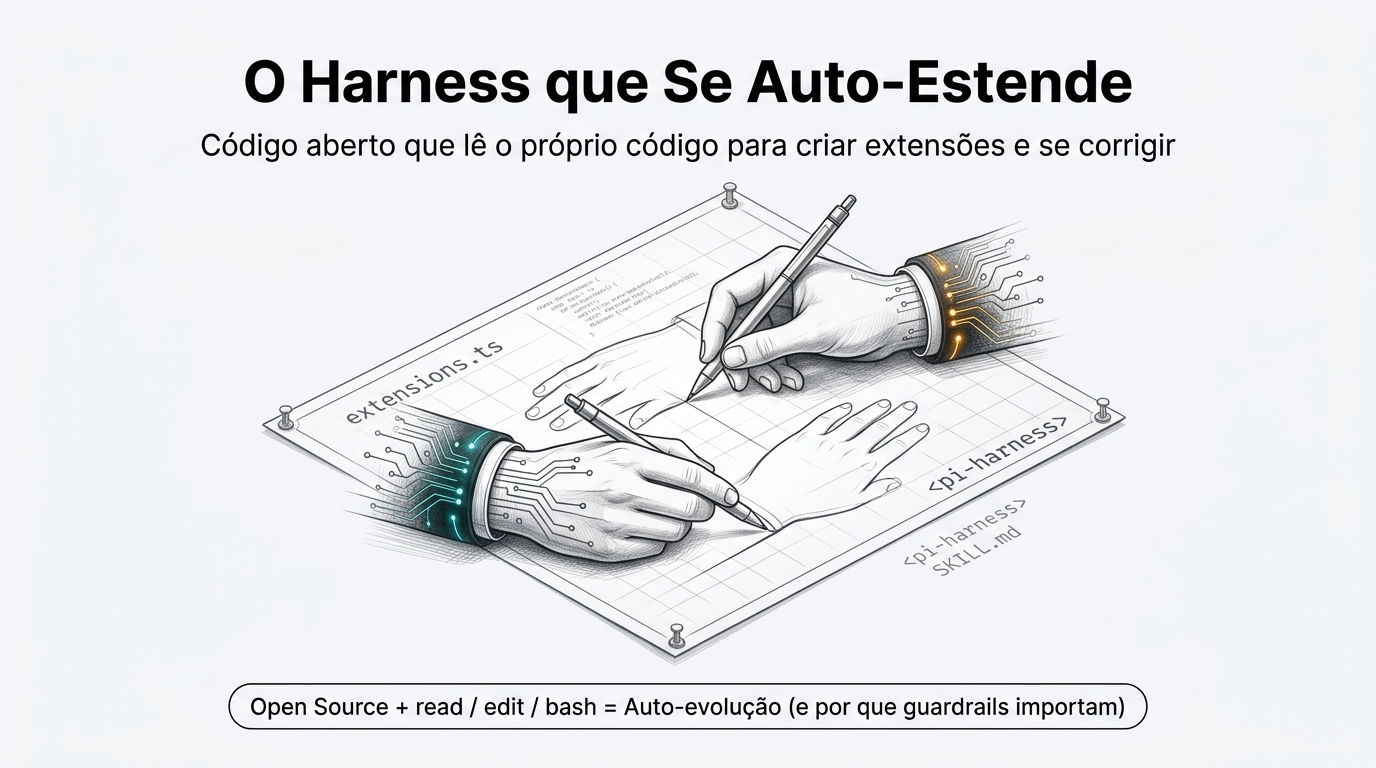 O Harness que Se Auto-Estende
Código aberto que lê o próprio código para criar extensões e se corrigir
extensions.ts
<pi-harness>
<pi-harness>
SKILL.md
Open Source + read / edit / bash = Auto-evolução (e por que guardrails importam)